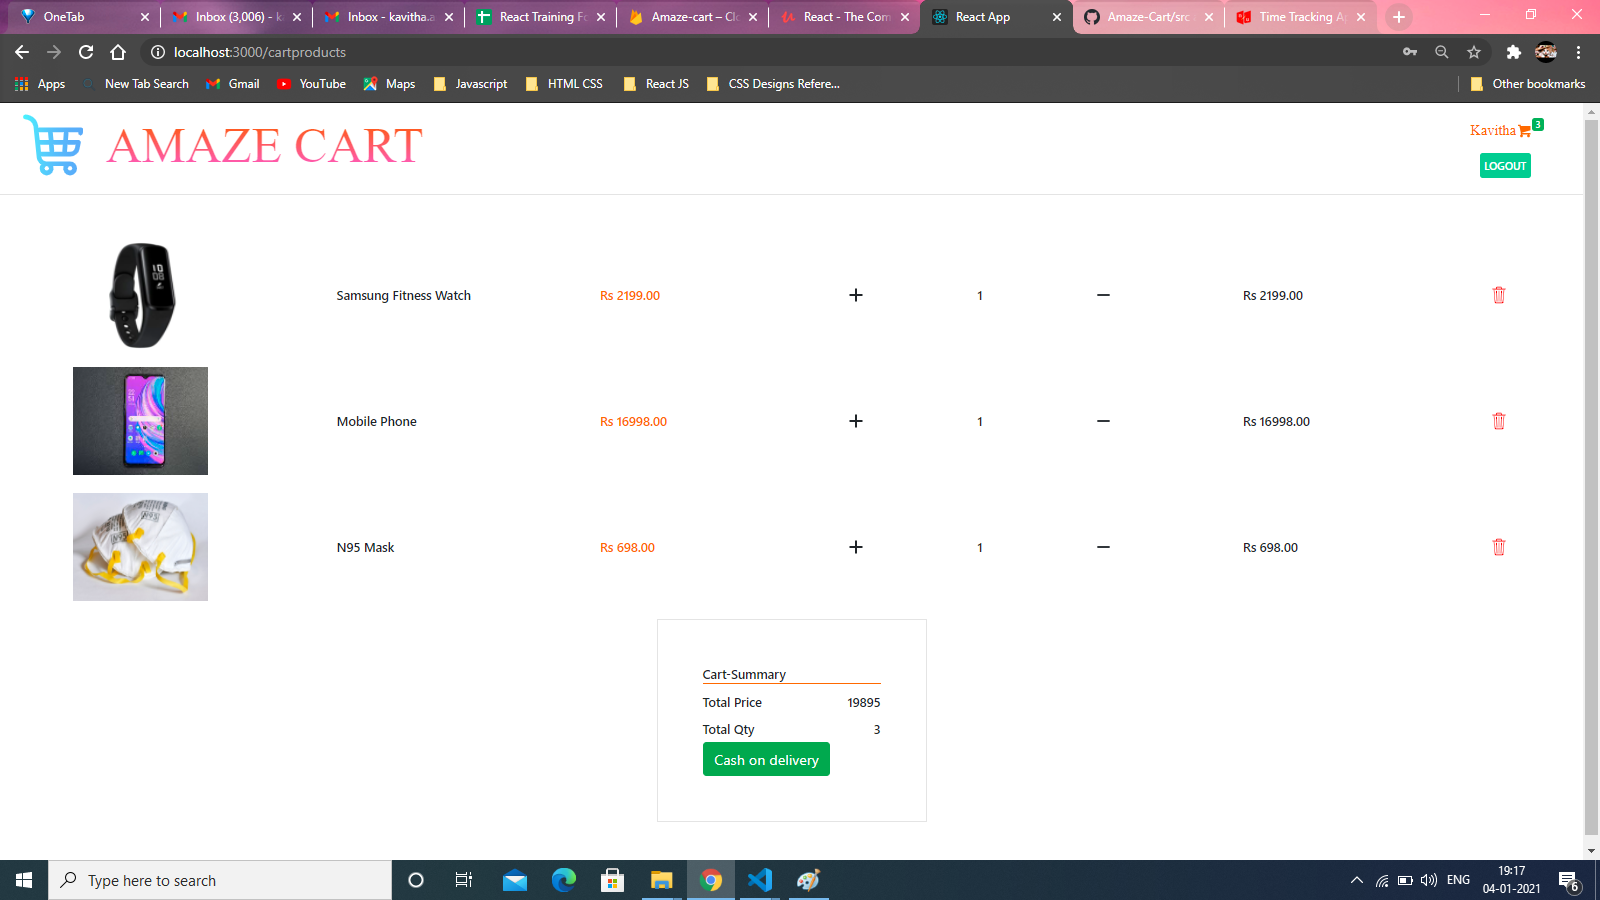 OneTab
Inbox (3,006) - k
Inbox - kavitha.a
React Training Fo
Amaze-cart – Clo
React - The Com
React App
Amaze-Cart/src
Time Tracking Ap
localhost:3000/cartproducts
Apps
New Tab Search
Gmail
YouTube
Maps
Javascript
HTML CSS
React JS
CSS Designs Refere...
Other bookmarks
AMAZE CART
Kavitha 3
LOGOUT
Samsung Fitness Watch Rs 2199.00 + 1 − Rs 2199.00
Mobile Phone Rs 16998.00 + 1 − Rs 16998.00
N95 Mask Rs 698.00 + 1 − Rs 698.00
Cart-Summary
Total Price 19895
Total Qty 3
Cash on delivery
Type here to search
ENG
19:17
04-01-2021
6